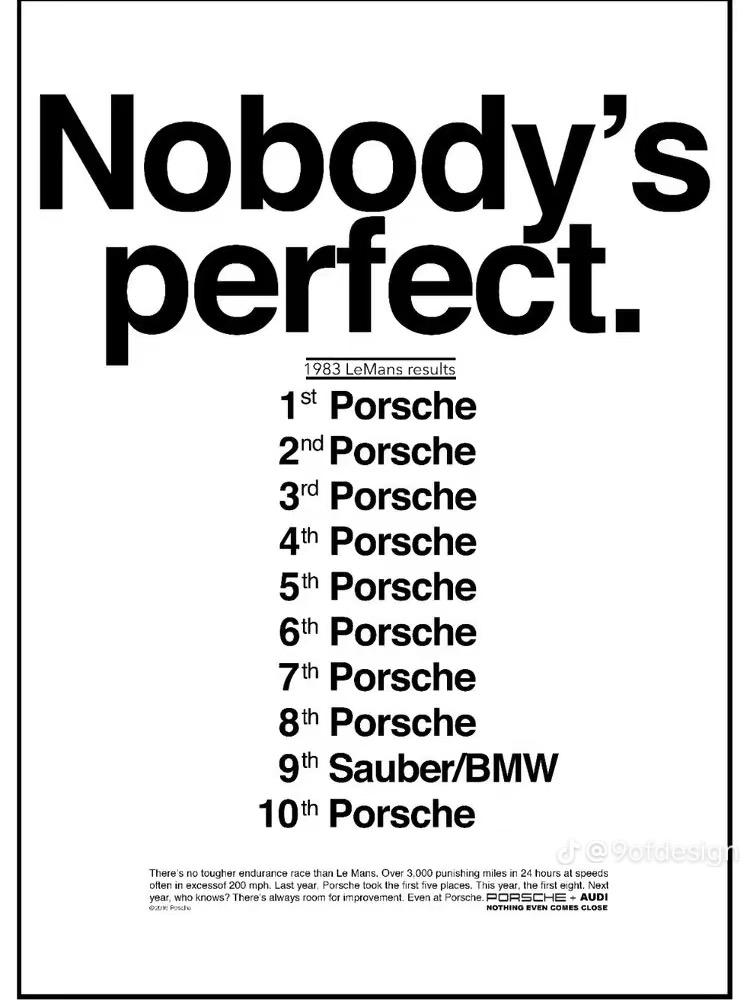 Nobody's
perfect.
1983 LeMans results
1st Porsche
2nd Porsche
3rd Porsche
4th Porsche
5th Porsche
6th Porsche
7th Porsche
8th Porsche
9th Sauber/BMW
10th Porsche
@9ofdesign
There's no tougher endurance race than Le Mans. Over 3,000 punishing miles in 24 hours at speeds
often in excessof 200 mph. Last year, Porsche took the first five places. This year, the first eight. Next
year, who knows? There's always room for improvement. Even at Porsche. PORSCHE + AUDI
NOTHING EVEN COMES CLOSE
Porsche